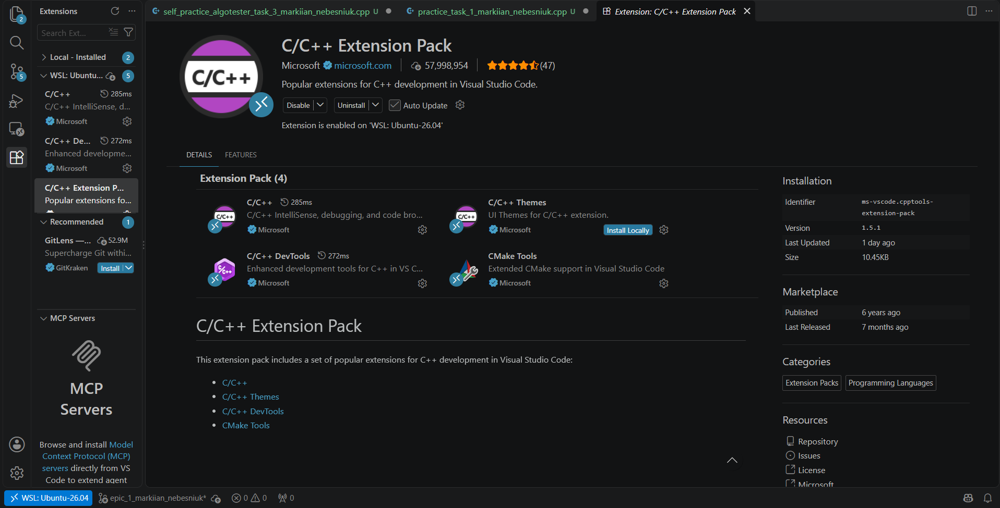 Extensions
Search Ext...
Local - Installed
2
WSL: Ubuntu...
5
C/C++
285ms
C/C++ IntelliSense, d...
Microsoft
C/C++ De...
272ms
Enhanced developme...
Microsoft
C/C++ Extension P...
Popular extensions fo...
Recommended
1
GitLens —...
52.9M
Supercharge Git withi...
GitKraken
Install
MCP Servers
MCP
Servers
Browse and install Model
Context Protocol (MCP)
servers directly from VS
Code to extend agent
2
5
self_practice_algotester_task_3_markiian_nebesniuk.cpp U
practice_task_1_markiian_nebesniuk.cpp U
Extension: C/C++ Extension Pack
C/C++
C/C++ Extension Pack
Microsoft microsoft.com 57,998,954 (47)
Popular extensions for C++ development in Visual Studio Code.
Disable
Uninstall
Auto Update
Extension is enabled on 'WSL: Ubuntu-26.04'
DETAILS
FEATURES
Extension Pack (4)
C/C++
C/C++ 285ms
C/C++ IntelliSense, debugging, and code bro...
Microsoft
C/C++
C/C++ Themes
UI Themes for C/C++ extension.
Microsoft
Install Locally
C/C++
C/C++ DevTools 272ms
Enhanced development tools for C++ in VS C...
Microsoft
CMake Tools
Extended CMake support in Visual Studio Code
Microsoft
C/C++ Extension Pack
This extension pack includes a set of popular extensions for C++ development in Visual Studio Code:
C/C++
C/C++ Themes
C/C++ DevTools
CMake Tools
Installation
Identifier
ms-vscode.cpptools-
extension-pack
Version 1.5.1
Last Updated 1 day ago
Size 10.45KB
Marketplace
Published 6 years ago
Last Released 7 months ago
Categories
Extension Packs
Programming Languages
Resources
Repository
Issues
License
Microsoft
WSL: Ubuntu-26.04
epic_1_markiian_nebesniuk*
0
0
0